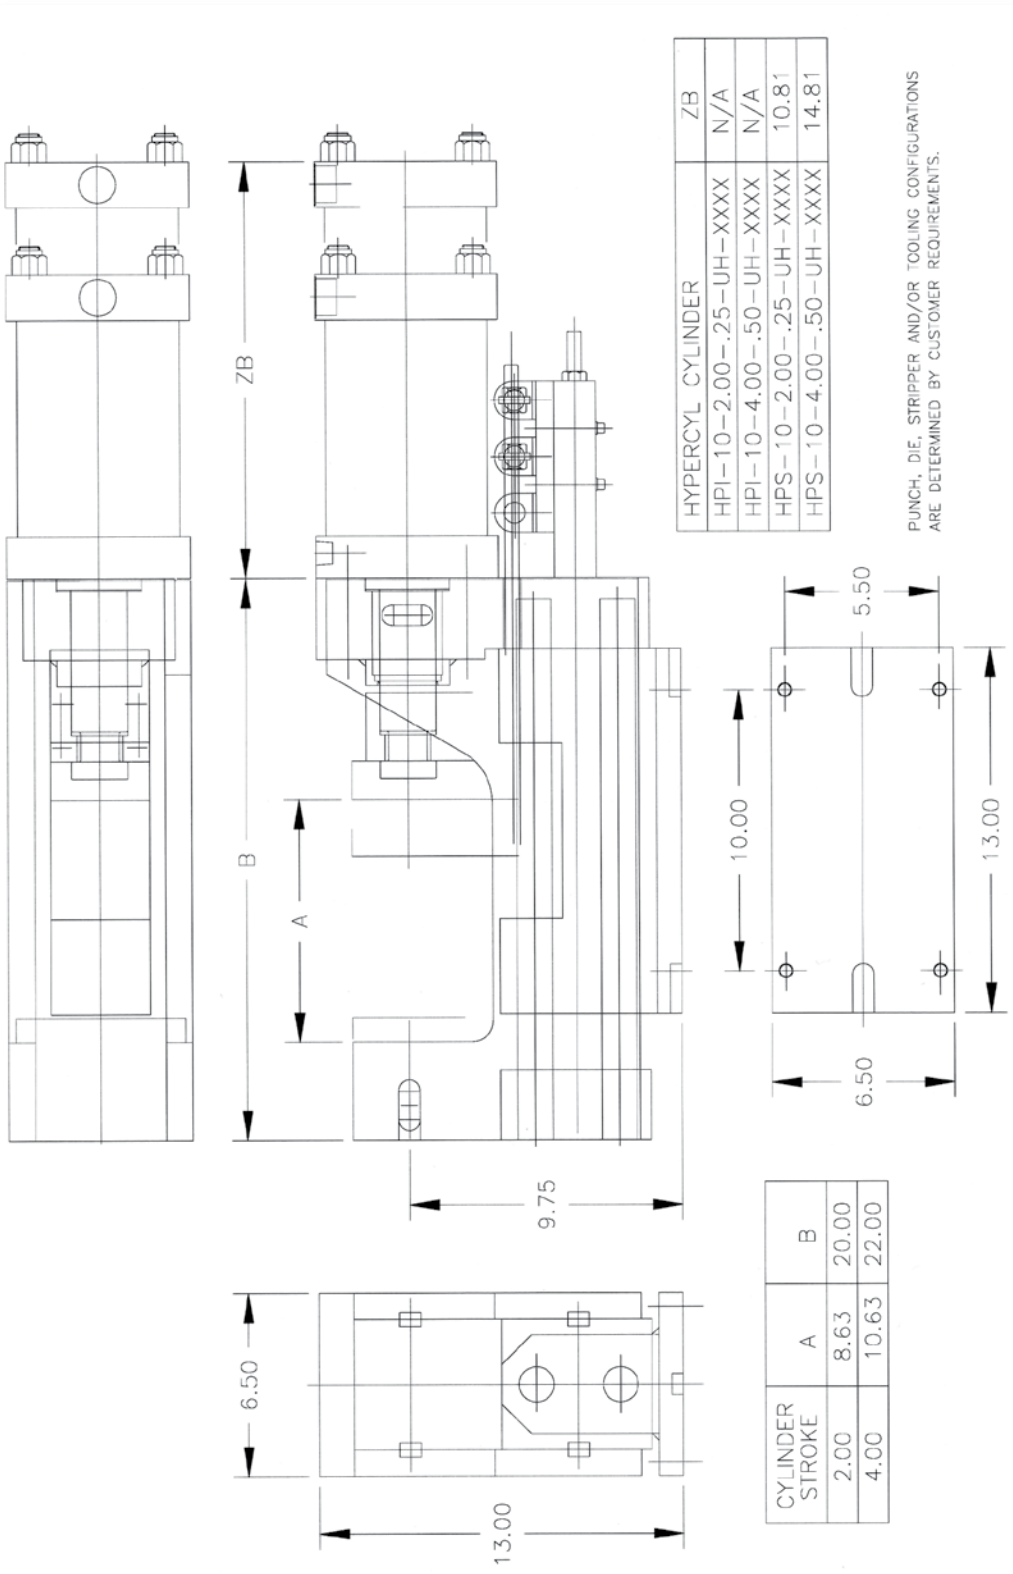 ZB
B
A
9.75
6.50
13.00
HYPERCYL CYLINDER ZB
HPI-10-2.00-.25-UH-XXXX N/A
HPI-10-4.00-.50-UH-XXXX N/A
HPS-10-2.00-.25-UH-XXXX 10.81
HPS-10-4.00-.50-UH-XXXX 14.81
PUNCH, DIE, STRIPPER AND/OR TOOLING CONFIGURATIONS
ARE DETERMINED BY CUSTOMER REQUIREMENTS.
5.50
10.00
13.00
6.50
CYLINDER
STROKE A B
2.00 8.63 20.00
4.00 10.63 22.00